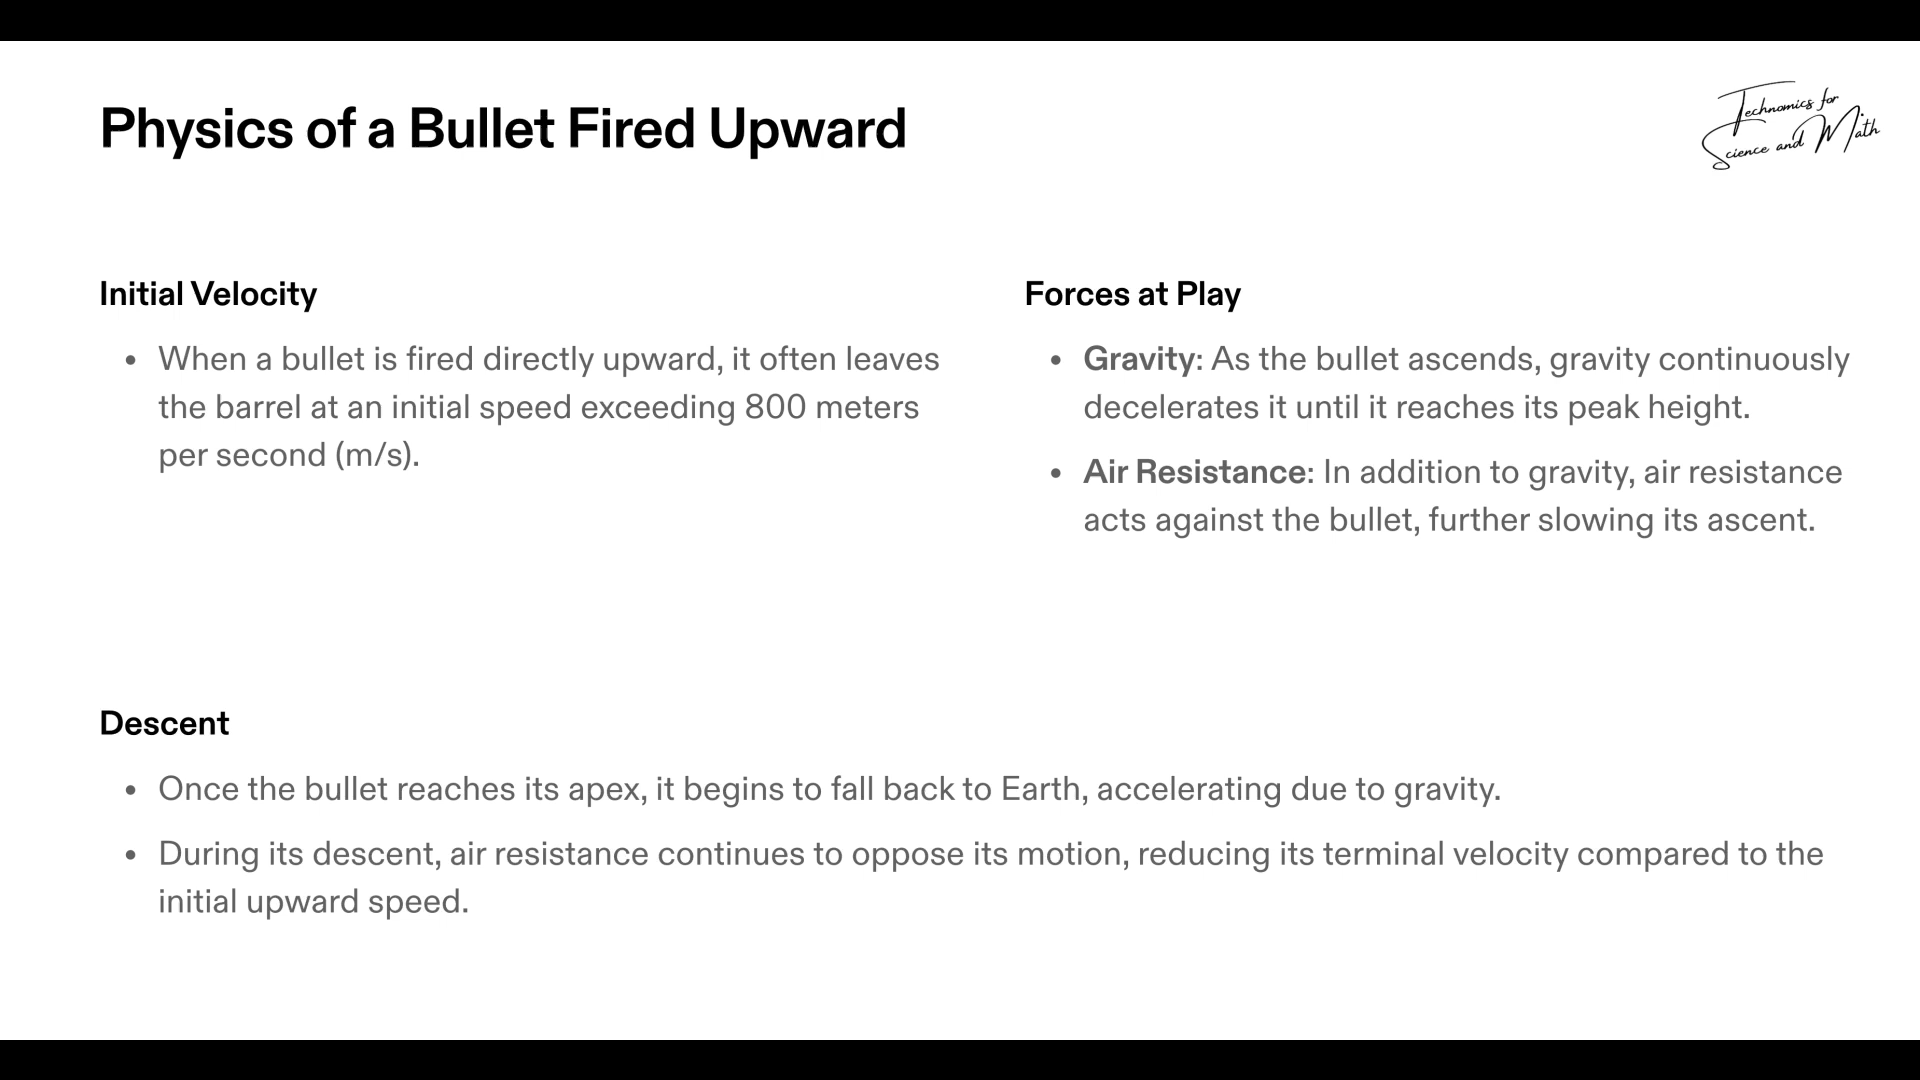 Physics of a Bullet Fired Upward
Technomics for
Science and Math
Initial Velocity
• When a bullet is fired directly upward, it often leaves
the barrel at an initial speed exceeding 800 meters
per second (m/s).
Forces at Play
• Gravity: As the bullet ascends, gravity continuously
decelerates it until it reaches its peak height.
• Air Resistance: In addition to gravity, air resistance
acts against the bullet, further slowing its ascent.
Descent
• Once the bullet reaches its apex, it begins to fall back to Earth, accelerating due to gravity.
• During its descent, air resistance continues to oppose its motion, reducing its terminal velocity compared to the
initial upward speed.